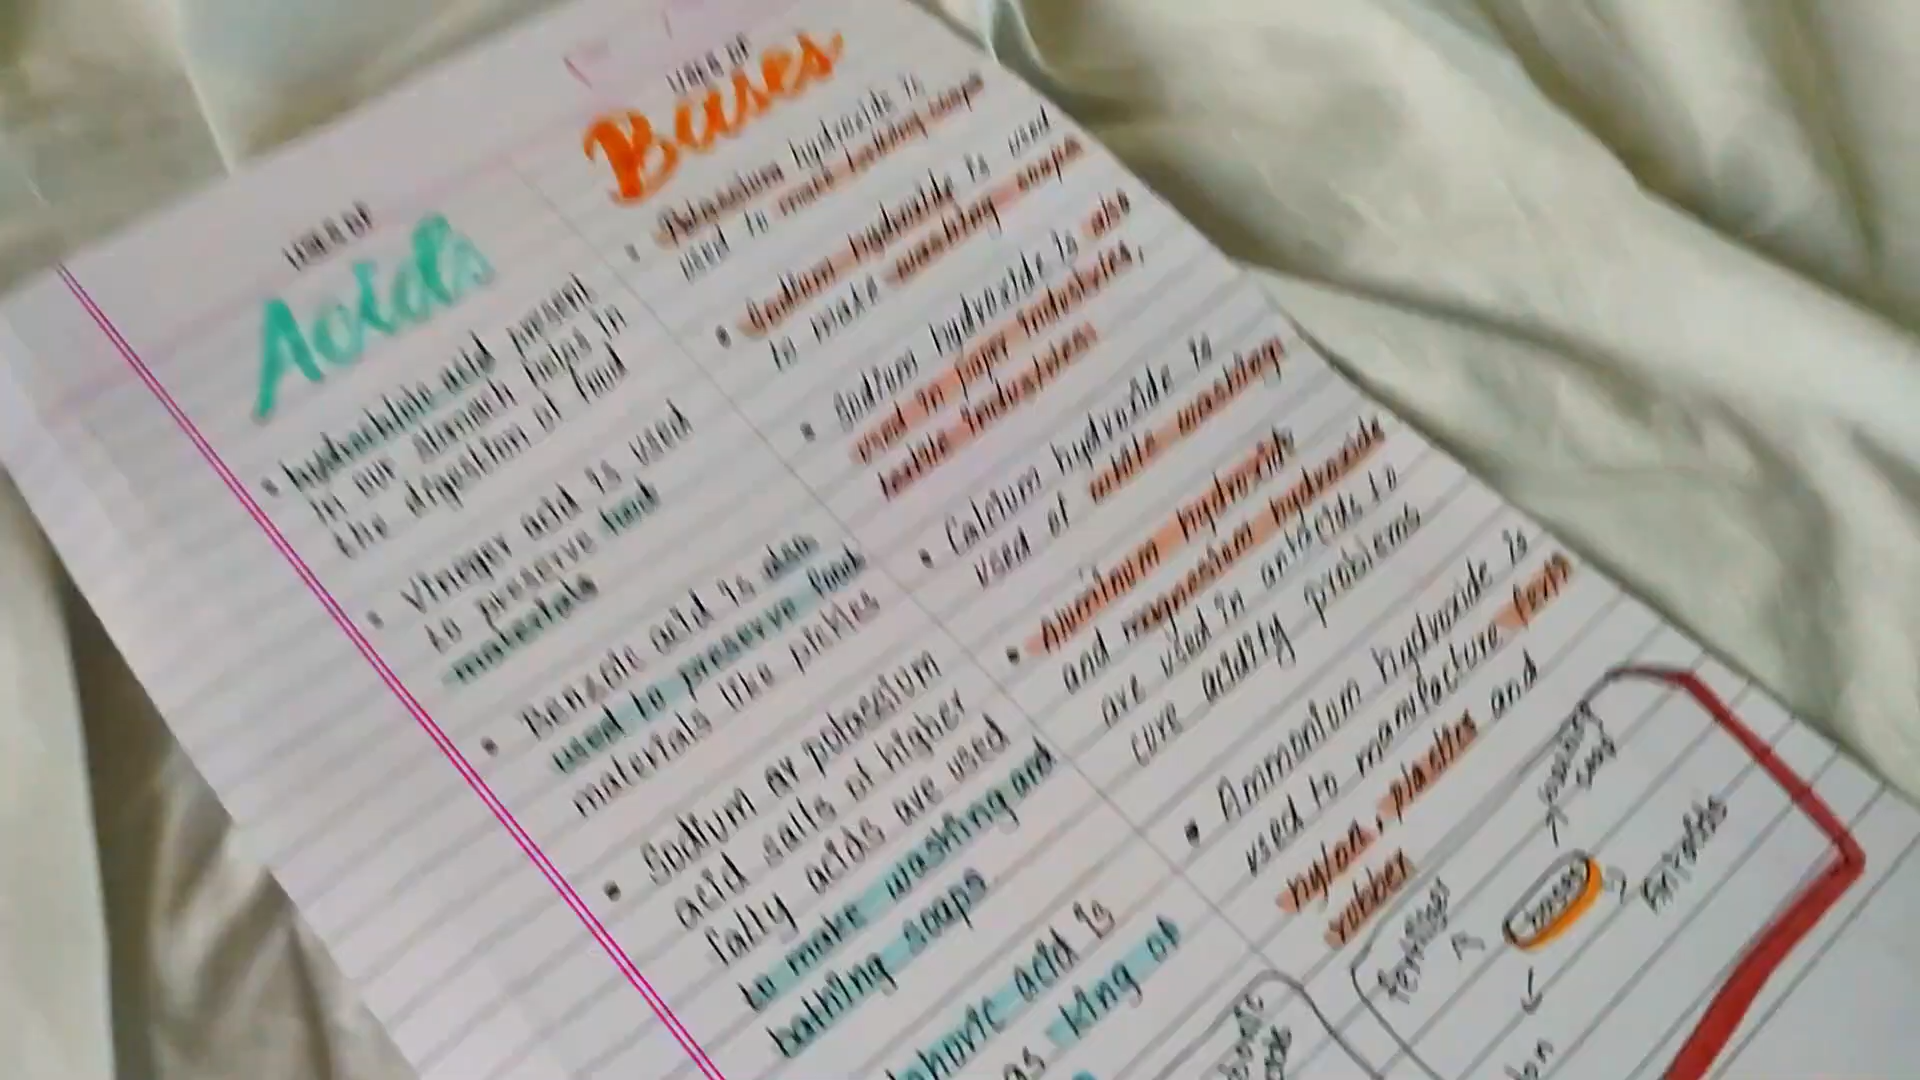 USES OF
Acids
• hydrochloric acid present
in our stomach helps in
the digestion of food
• Vinegar acid is used
to preserve food
materials
• Benzoic acid is also
used to preserve food
materials like pickles
• Sodium or potassium
acid salts of higher
fatty acids are used
to make washing and
bathing soaps
acid is
as king of
USES OF
Bases
• Potassium hydroxide is
used to make bathing soaps
• Sodium hydroxide is used
to make washing soaps
• Sodium hydroxide is also
used in paper industries,
textile industries.
• Calcium hydroxide is
used of white washing.
• Aluminum hydroxide
and magnesium hydroxide
are used in antacids to
cure acidity problems
• Ammonium hydroxide is
used to manufacture
nylon, plastics and
rubber
bases